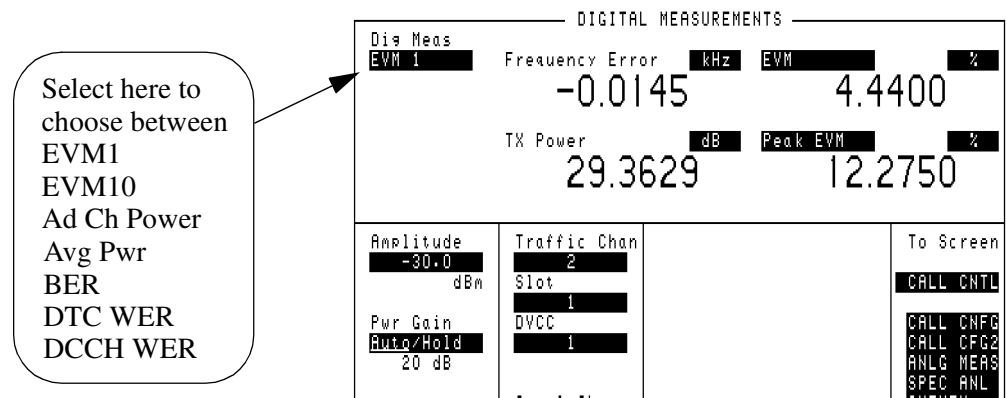 DIGITAL MEASUREMENTS
Select here to
choose between
EVM1
EVM10
Ad Ch Power
Avg Pwr
BER
DTC WER
DCCH WER
Dig Meas
EVM 1
Frequency Error kHz
-0.0145
EVM %
4.4400
TX Power dB
29.3629
Peak EVM %
12.2750
Amplitude
-30.0
dBm
Pwr Gain
Auto/Hold
20 dB
Traffic Chan
2
Slot
1
DVCC
1
To Screen
CALL CNTL
CALL CNFG
CALL CFG2
ANLG MEAS
SPEC ANL